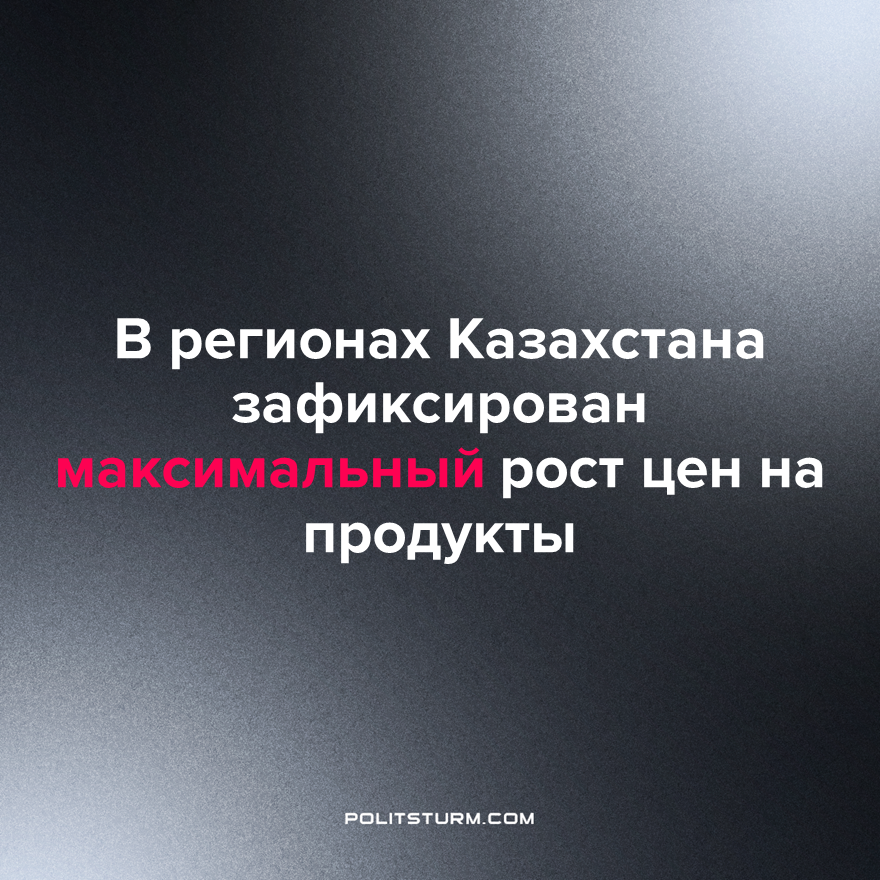 В регионах Казахстана
зафиксирован
максимальный рост цен на
продукты
POLITSTURM.COM